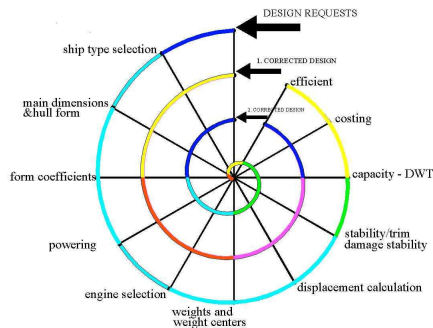 DESIGN REQUESTS
ship type selection
1. CORRECTED DESIGN
efficient
main dimensions
&hull form
2. CORRECTED DESIGN
costing
form coefficients
capacity - DWT
stability/trim
damage stability
powering
displacement calculation
engine selection
weights and
weight centers